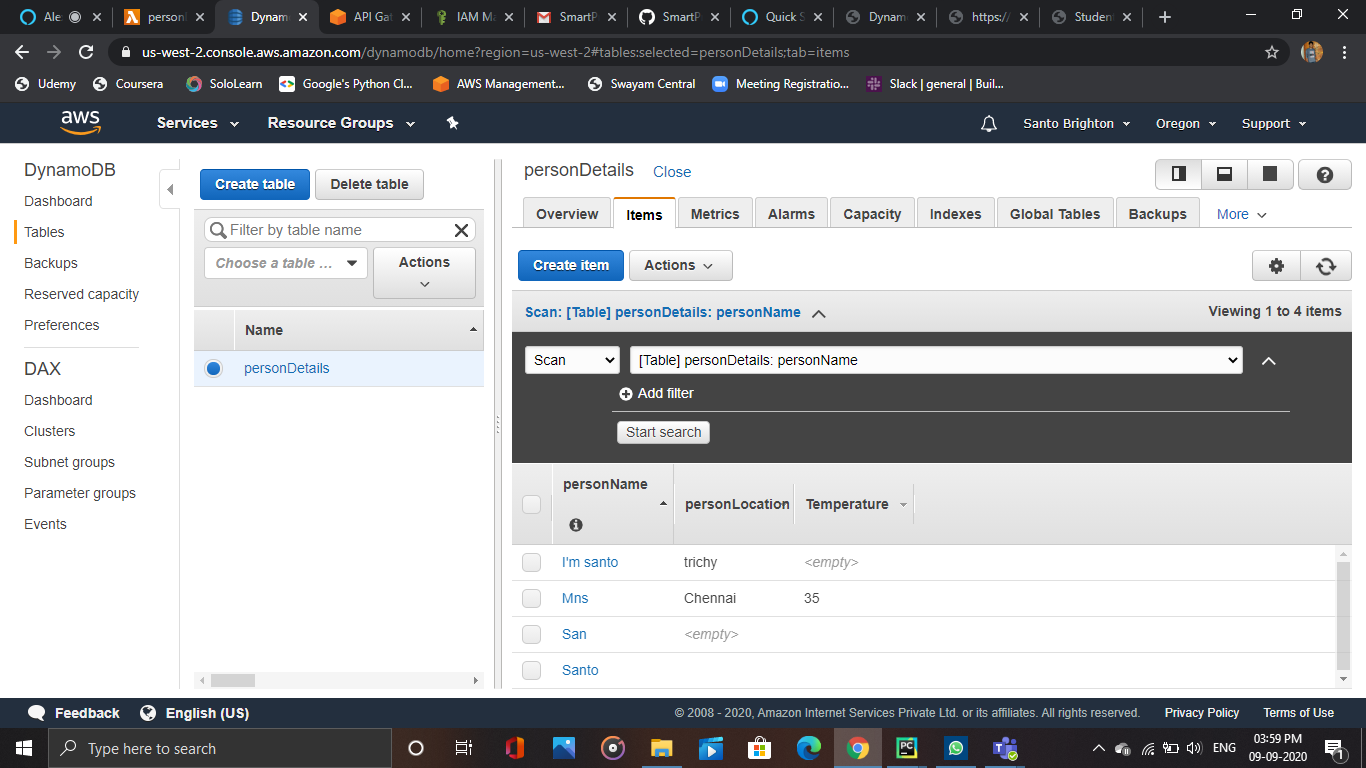 Ale
person
Dynam
API Gat
IAM Ma
SmartP
SmartP
Quick S
Dynam
https:/
Student
us-west-2.console.aws.amazon.com/dynamodb/home?region=us-west-2#tables:selected=personDetails;tab=items
Udemy Coursera SoloLearn Google's Python Cl... AWS Management... Swayam Central Meeting Registratio... Slack | general | Buil...
aws Services Resource Groups Santo Brighton Oregon Support
DynamoDB
Dashboard
Tables
Backups
Reserved capacity
Preferences
DAX
Dashboard
Clusters
Subnet groups
Parameter groups
Events
Create table Delete table
Filter by table name
Choose a table ... Actions
Name
personDetails
personDetails Close
Overview Items Metrics Alarms Capacity Indexes Global Tables Backups More
Create item Actions
Scan: [Table] personDetails: personName Viewing 1 to 4 items
Scan [Table] personDetails: personName
Add filter
Start search
personName personLocation Temperature
I'm santo trichy <empty>
Mns Chennai 35
San <empty>
Santo
Feedback English (US) © 2008 - 2020, Amazon Internet Services Private Ltd. or its affiliates. All rights reserved. Privacy Policy Terms of Use
Type here to search
ENG
03:59 PM
09-09-2020
1